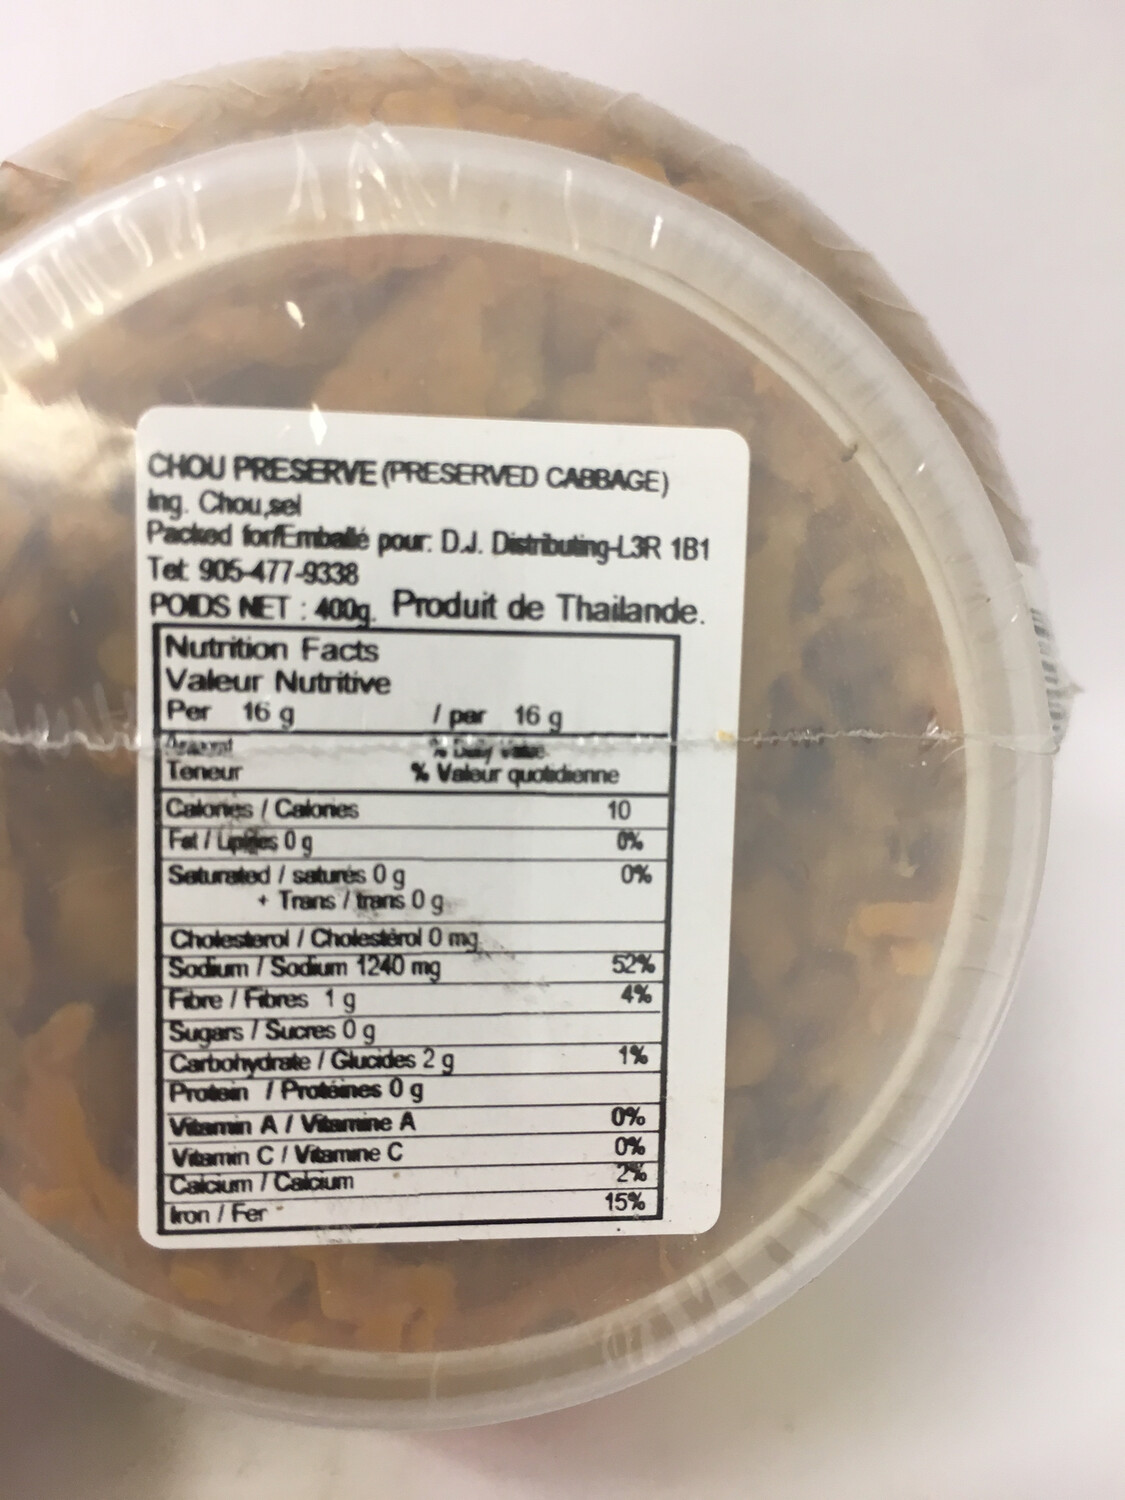 CHOU PRESERVE (PRESERVED CABBAGE)
Ing. Chou,sel
Packed for/Emballé pour: D.J. Distributing-L3R 1B1
Tel: 905-477-9338
POIDS NET : 400g. Produit de Thailande.
Nutrition Facts
Valeur Nutritive
Per 16 g / par 16 g
Amount % Daily value
Teneur % Valeur quotidienne
Calories / Calories 10
Fat / Lipides 0 g 0%
Saturated / saturés 0 g 0%
+ Trans / trans 0 g
Cholesterol / Cholestérol 0 mg
Sodium / Sodium 1240 mg 52%
Fibre / Fibres 1 g 4%
Sugars / Sucres 0 g
Carbohydrate / Glucides 2 g 1%
Protein / Protéines 0 g
Vitamin A / Vitamine A 0%
Vitamin C / Vitamine C 0%
Calcium / Calcium 2%
Iron / Fer 15%